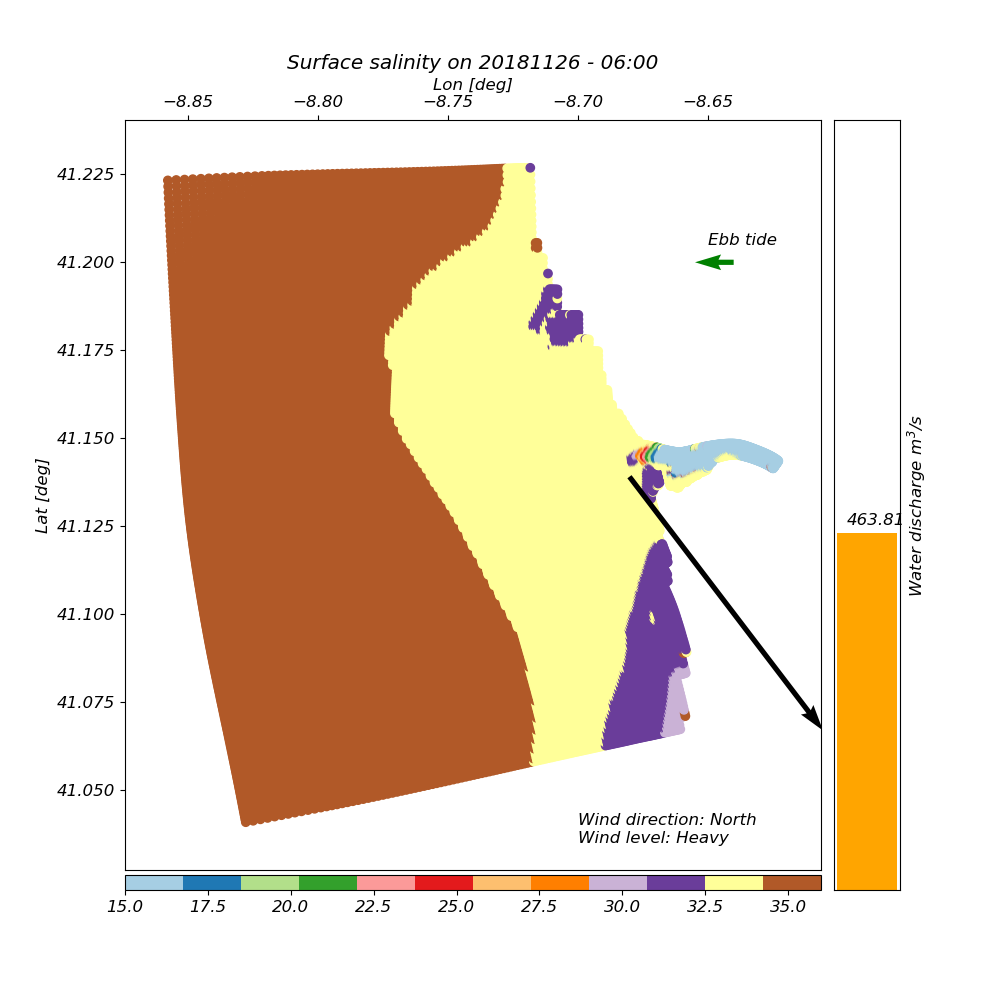 Surface salinity on 20181126 - 06:00
Lon [deg]
−8.85 −8.80 −8.75 −8.70 −8.65
41.225
41.200
41.175
41.150
41.125
41.100
41.075
41.050
Lat [deg]
Ebb tide
463.81
Water discharge m³/s
Wind direction: North
Wind level: Heavy
15.0 17.5 20.0 22.5 25.0 27.5 30.0 32.5 35.0